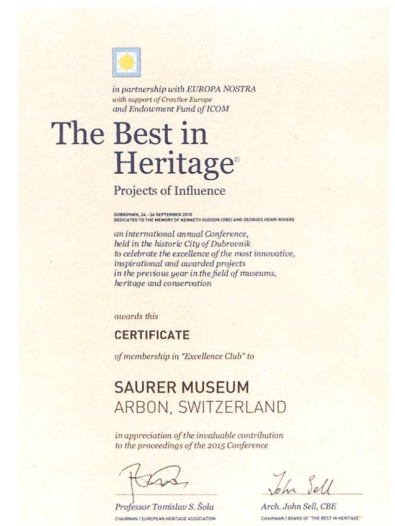 in partnership with EUROPA NOSTRA
with support of Creative Europe
and Endowment Fund of ICOM
The Best in
Heritage®
Projects of Influence
DUBROVNIK, 24 - 26 SEPTEMBER 2015
DEDICATED TO THE MEMORY OF KENNETH HUDSON (OBE) AND GEORGES HENRI RIVIERE
an international annual Conference,
held in the historic City of Dubrovnik
to celebrate the excellence of the most innovative,
inspirational and awarded projects
in the previous year in the field of museums,
heritage and conservation
awards this
CERTIFICATE
of membership in "Excellence Club" to
SAURER MUSEUM
ARBON, SWITZERLAND
in appreciation of the invaluable contribution
to the proceedings of the 2015 Conference
John Sell
Professor Tomislav S. Šola
Arch. John Sell, CBE
CHAIRMAN / EUROPEAN HERITAGE ASSOCIATION
CHAIRMAN / BOARD OF "THE BEST IN HERITAGE"